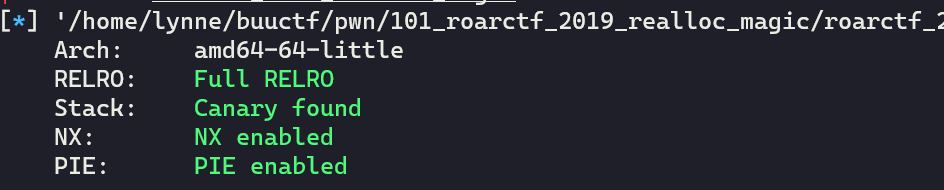 [*] '/home/lynne/buuctf/pwn/101_roarctf_2019_realloc_magic/roarctf_2
Arch: amd64-64-little
RELRO: Full RELRO
Stack: Canary found
NX: NX enabled
PIE: PIE enabled